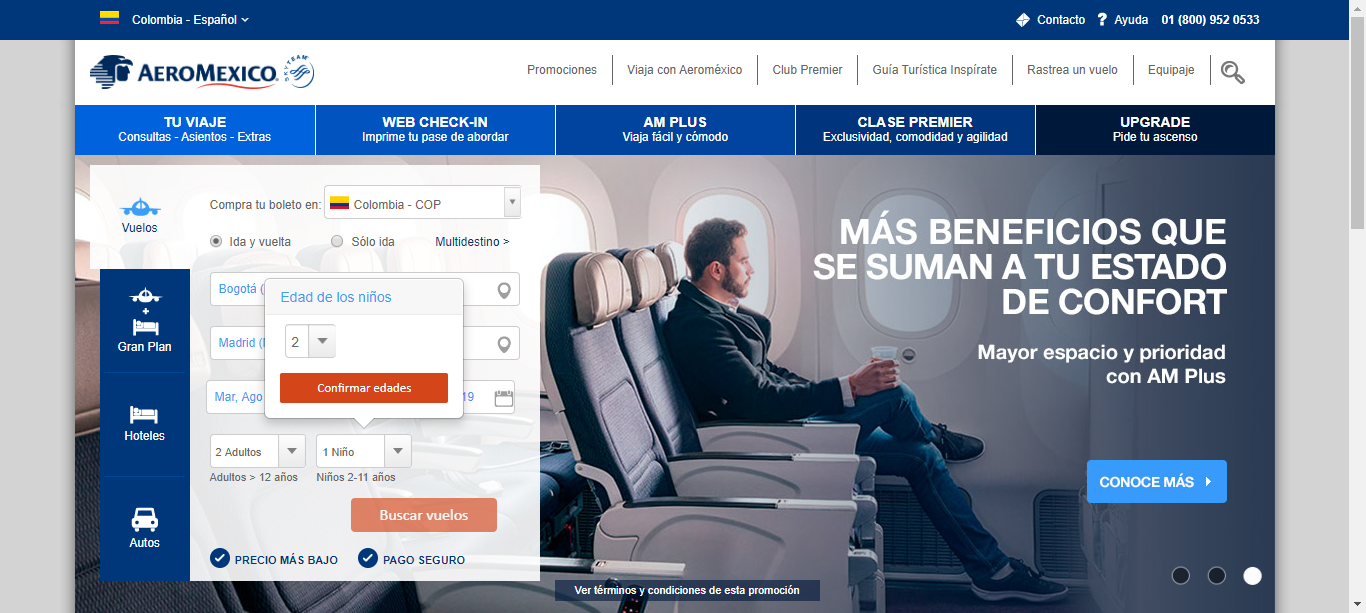 Colombia - Español
Contacto
? Ayuda
01 (800) 952 0533
AEROMEXICO
SKYTEAM
Promociones
Viaja con Aeroméxico
Club Premier
Guía Turística Inspírate
Rastrea un vuelo
Equipaje
TU VIAJE
Consultas - Asientos - Extras
WEB CHECK-IN
Imprime tu pase de abordar
AM PLUS
Viaja fácil y cómodo
CLASE PREMIER
Exclusividad, comodidad y agilidad
UPGRADE
Pide tu ascenso
Vuelos
+
Gran Plan
Hoteles
Autos
Compra tu boleto en:
Colombia - COP
Ida y vuelta
Sólo ida
Multidestino >
Bogotá (
Edad de los niños
Madrid (
2
Confirmar edades
Mar, Ago
19
2 Adultos
1 Niño
Adultos > 12 años
Niños 2-11 años
Buscar vuelos
PRECIO MÁS BAJO
PAGO SEGURO
MÁS BENEFICIOS QUE
SE SUMAN A TU ESTADO
DE CONFORT
Mayor espacio y prioridad
con AM Plus
CONOCE MÁS
Ver términos y condiciones de esta promoción